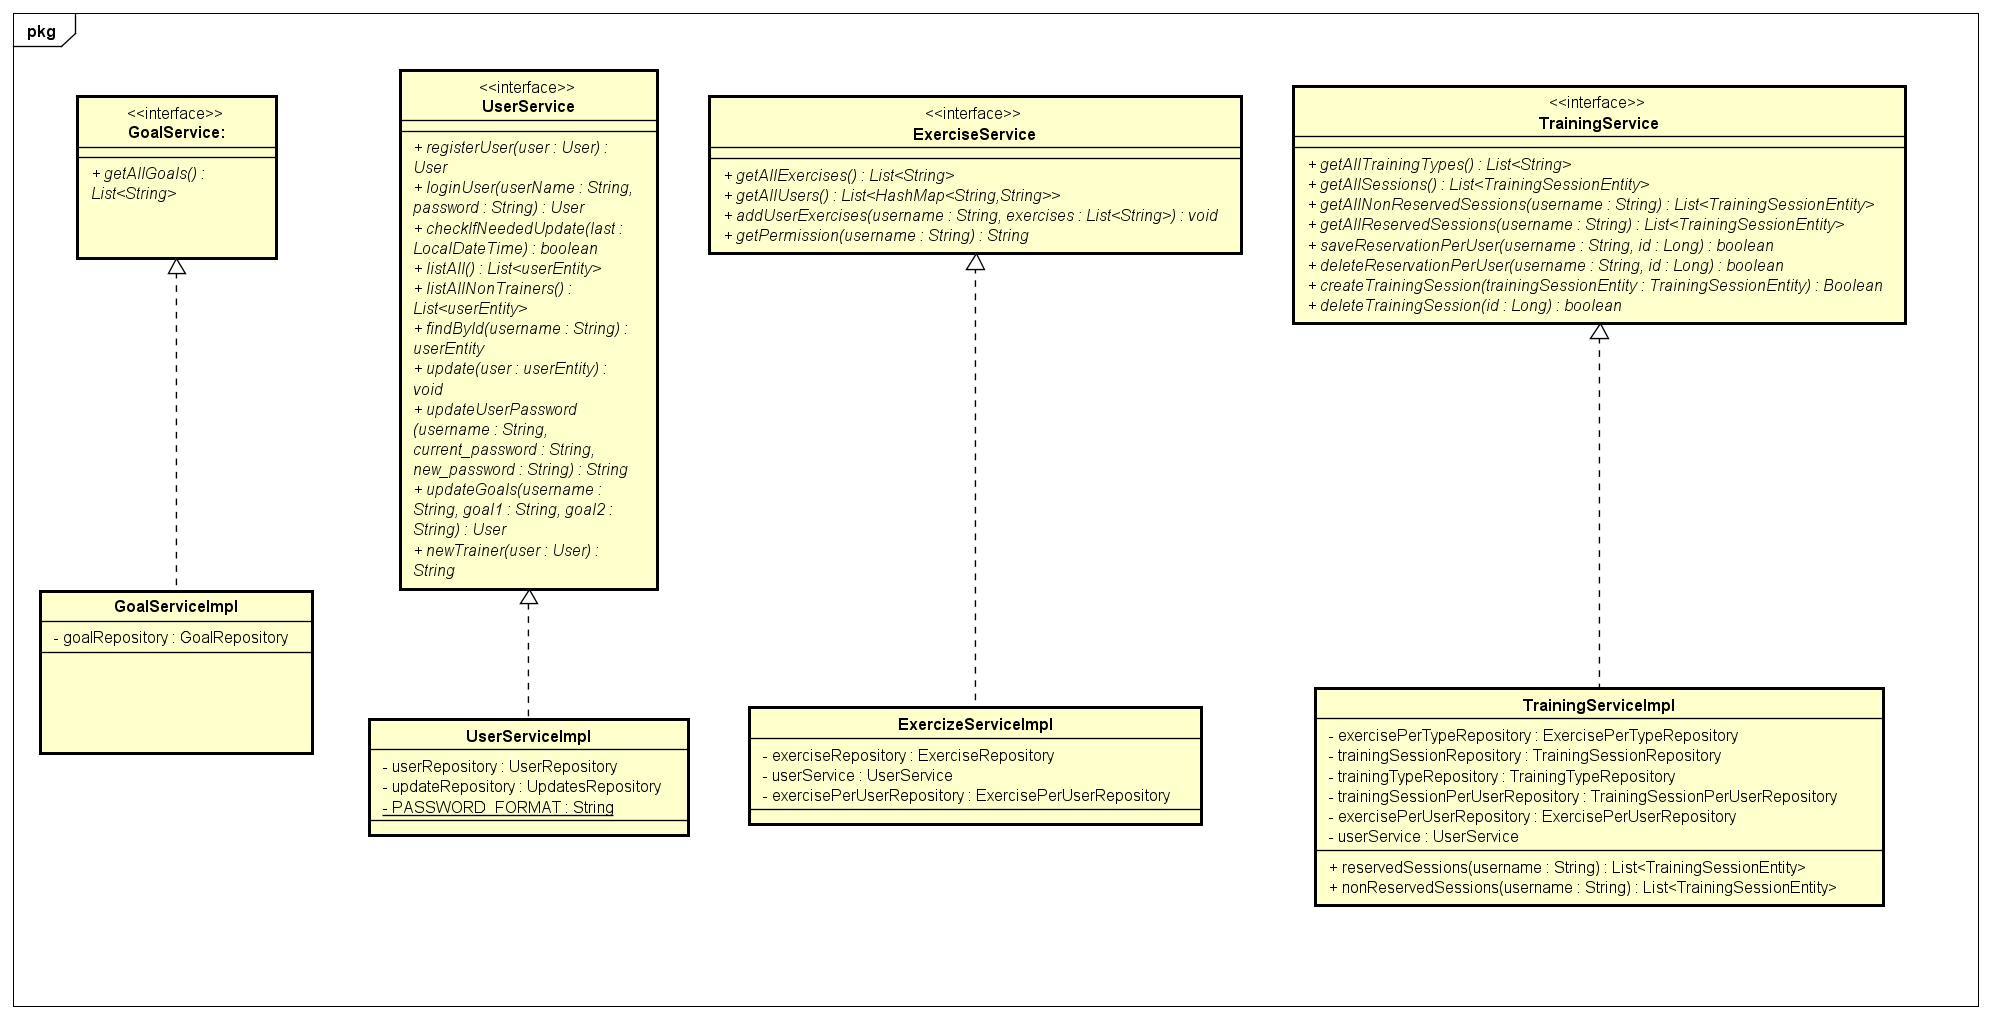 pkg
<<interface>>
GoalService:
+ getAllGoals() :
List<String>
<<interface>>
UserService
+ registerUser(user : User) :
User
+ loginUser(userName : String,
password : String) : User
+ checkIfNeededUpdate(last :
LocalDateTime) : boolean
+ listAll() : List<userEntity>
+ listAllNonTrainers() :
List<userEntity>
+ findById(username : String) :
userEntity
+ update(user : userEntity) :
void
+ updateUserPassword
(username : String,
current_password : String,
new_password : String) : String
+ updateGoals(username :
String, goal1 : String, goal2 :
String) : User
+ newTrainer(user : User) :
String
<<interface>>
ExerciseService
+ getAllExercises() : List<String>
+ getAllUsers() : List<HashMap<String,String>>
+ addUserExercises(username : String, exercises : List<String>) : void
+ getPermission(username : String) : String
<<interface>>
TrainingService
+ getAllTrainingTypes() : List<String>
+ getAllSessions() : List<TrainingSessionEntity>
+ getAllNonReservedSessions(username : String) : List<TrainingSessionEntity>
+ getAllReservedSessions(username : String) : List<TrainingSessionEntity>
+ saveReservationPerUser(username : String, id : Long) : boolean
+ deleteReservationPerUser(username : String, id : Long) : boolean
+ createTrainingSession(trainingSessionEntity : TrainingSessionEntity) : Boolean
+ deleteTrainingSession(id : Long) : boolean
GoalServiceImpl
- goalRepository : GoalRepository
UserServiceImpl
- userRepository : UserRepository
- updateRepository : UpdatesRepository
- PASSWORD_FORMAT : String
ExercizeServiceImpl
- exerciseRepository : ExerciseRepository
- userService : UserService
- exercisePerUserRepository : ExercisePerUserRepository
TrainingServiceImpl
- exercisePerTypeRepository : ExercisePerTypeRepository
- trainingSessionRepository : TrainingSessionRepository
- trainingTypeRepository : TrainingTypeRepository
- trainingSessionPerUserRepository : TrainingSessionPerUserRepository
- exercisePerUserRepository : ExercisePerUserRepository
- userService : UserService
+ reservedSessions(username : String) : List<TrainingSessionEntity>
+ nonReservedSessions(username : String) : List<TrainingSessionEntity>